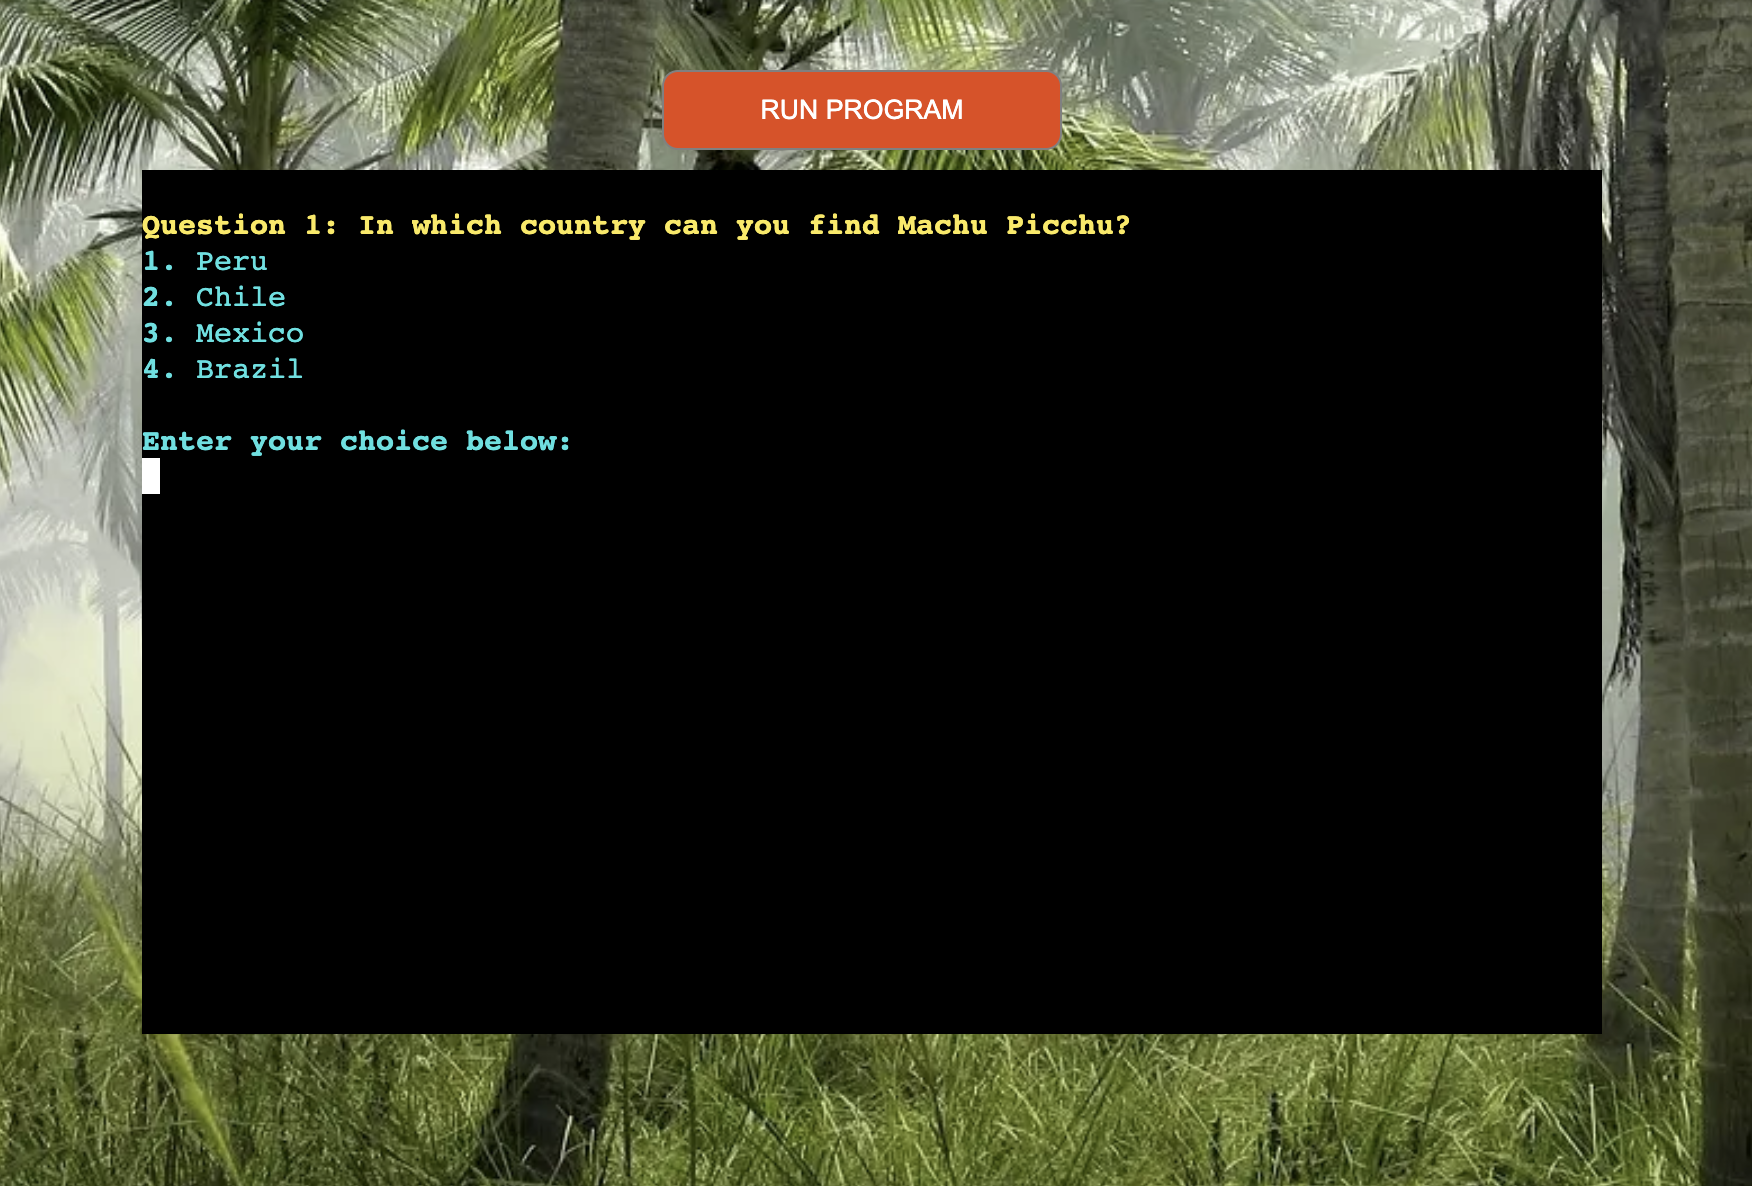 RUN PROGRAM
Question 1: In which country can you find Machu Picchu?
1. Peru
2. Chile
3. Mexico
4. Brazil
Enter your choice below: